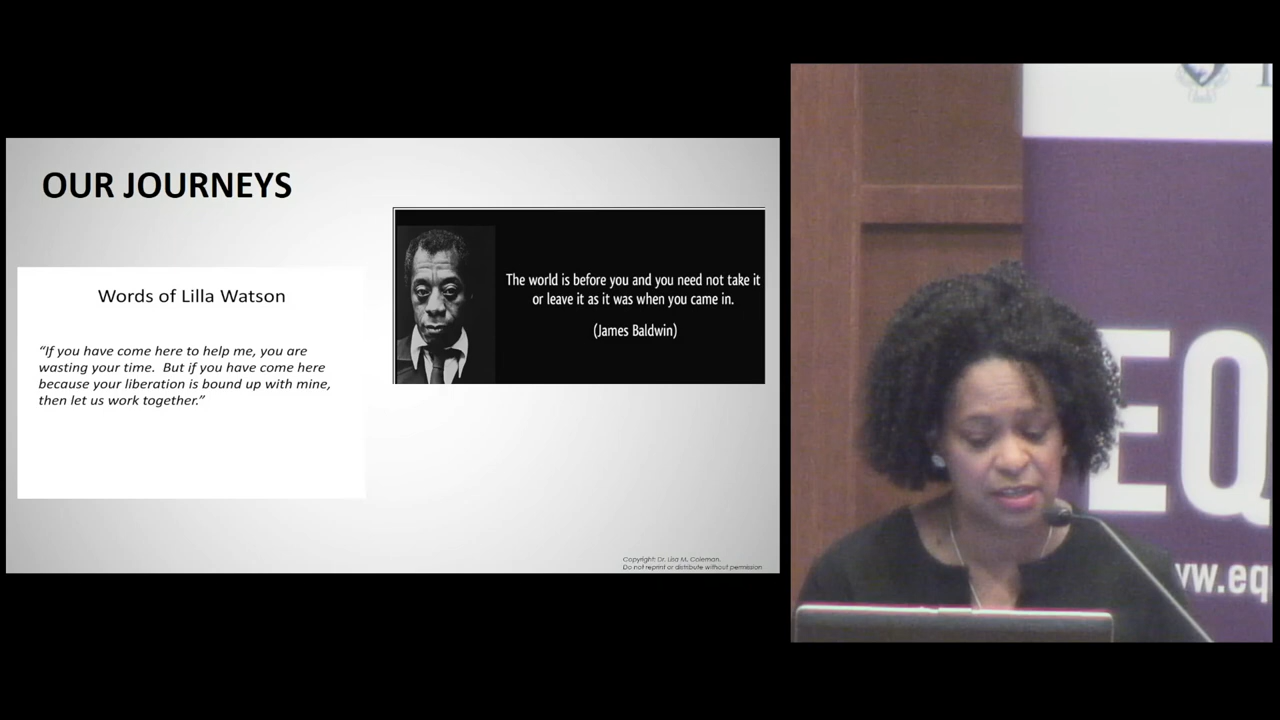 OUR JOURNEYS
Words of Lilla Watson
“If you have come here to help me, you are
wasting your time. But if you have come here
because your liberation is bound up with mine,
then let us work together.”
The world is before you and you need not take it
or leave it as it was when you came in.
(James Baldwin)
Copyright: Dr. Lisa M. Coleman.
Do not reprint or distribute without permission
EQ
vw.eq